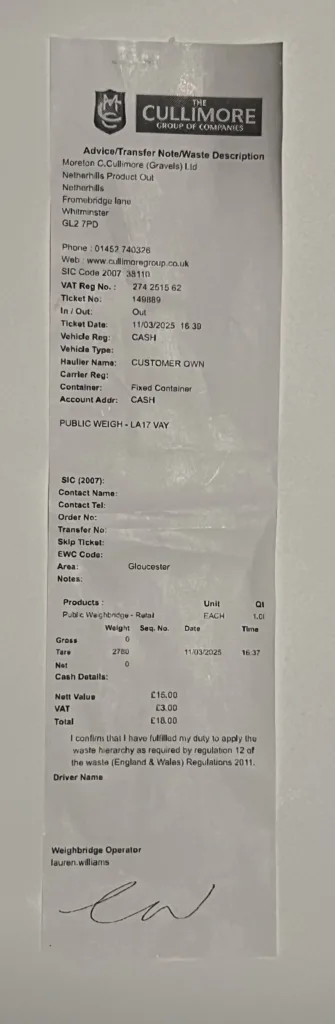 THE
CULLIMORE
GROUP OF COMPANIES
Advice/Transfer Note/Waste Description
Moreton C.Cullimore (Gravels) Ltd
Netherhills Product Out
Netherhills
Fromebridge lane
Whitminster
GL2 7PD
Phone : 01452 740326
Web : www.cullimoregroup.co.uk
SIC Code 2007 38110
VAT Reg No. : 274 2515 62
Ticket No: 149889
In / Out: Out
Ticket Date: 11/03/2025 16:39
Vehicle Reg: CASH
Vehicle Type:
Haulier Name: CUSTOMER OWN
Carrier Reg:
Container: Fixed Container
Account Addr: CASH
PUBLIC WEIGH - LA17 VAY
SIC (2007):
Contact Name:
Contact Tel:
Order No:
Transfer No:
Skip Ticket:
EWC Code:
Area: Gloucester
Notes:
Products : Unit Qt
Public Weighbridge - Retail EACH 1.0
Weight Seq. No. Date Time
Gross 0
Tare 2780 11/03/2025 16:37
Net 0
Cash Details:
Nett Value £15.00
VAT £3.00
Total £18.00
I confirm that I have fulfilled my duty to apply the
waste hierarchy as required by regulation 12 of
the waste (England & Wales) Regulations 2011.
Driver Name
Weighbridge Operator
lauren.williams